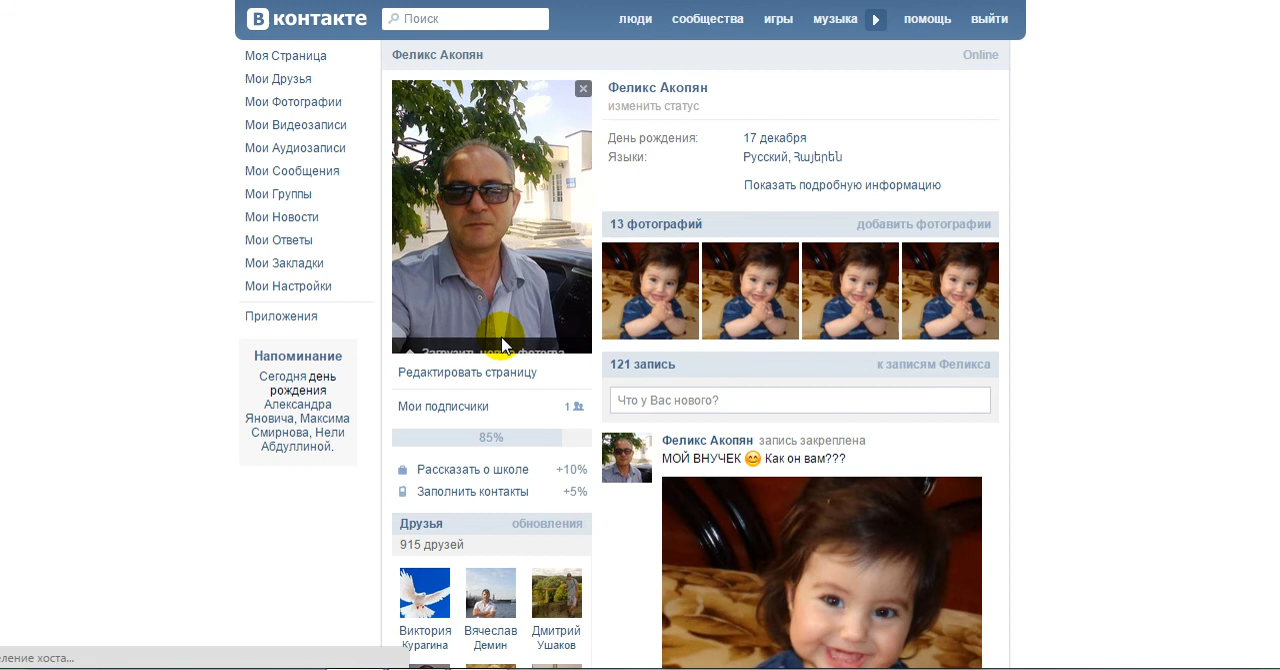 В контакте
Поиск
люди
сообщества
игры
музыка
помощь
выйти
Моя Страница
Мои Друзья
Мои Фотографии
Мои Видеозаписи
Мои Аудиозаписи
Мои Сообщения
Мои Группы
Мои Новости
Мои Ответы
Мои Закладки
Мои Настройки
Приложения
Напоминание
Сегодня день
рождения
Александра
Яновича, Максима
Смирнова, Нели
Абдуллиной.
Феликс Акопян
Online
Редактировать страницу
Мои подписчики 1
85%
Рассказать о школе +10%
Заполнить контакты +5%
Друзья обновления
915 друзей
Виктория
Курагина
Вячеслав
Демин
Дмитрий
Ушаков
Феликс Акопян
изменить статус
День рождения: 17 декабря
Языки: Русский, Հայերեն
Показать подробную информацию
13 фотографий добавить фотографии
121 запись к записям Феликса
Что у Вас нового?
Феликс Акопян запись закреплена
МОЙ ВНУЧЕК 😊 Как он вам???
хоста...